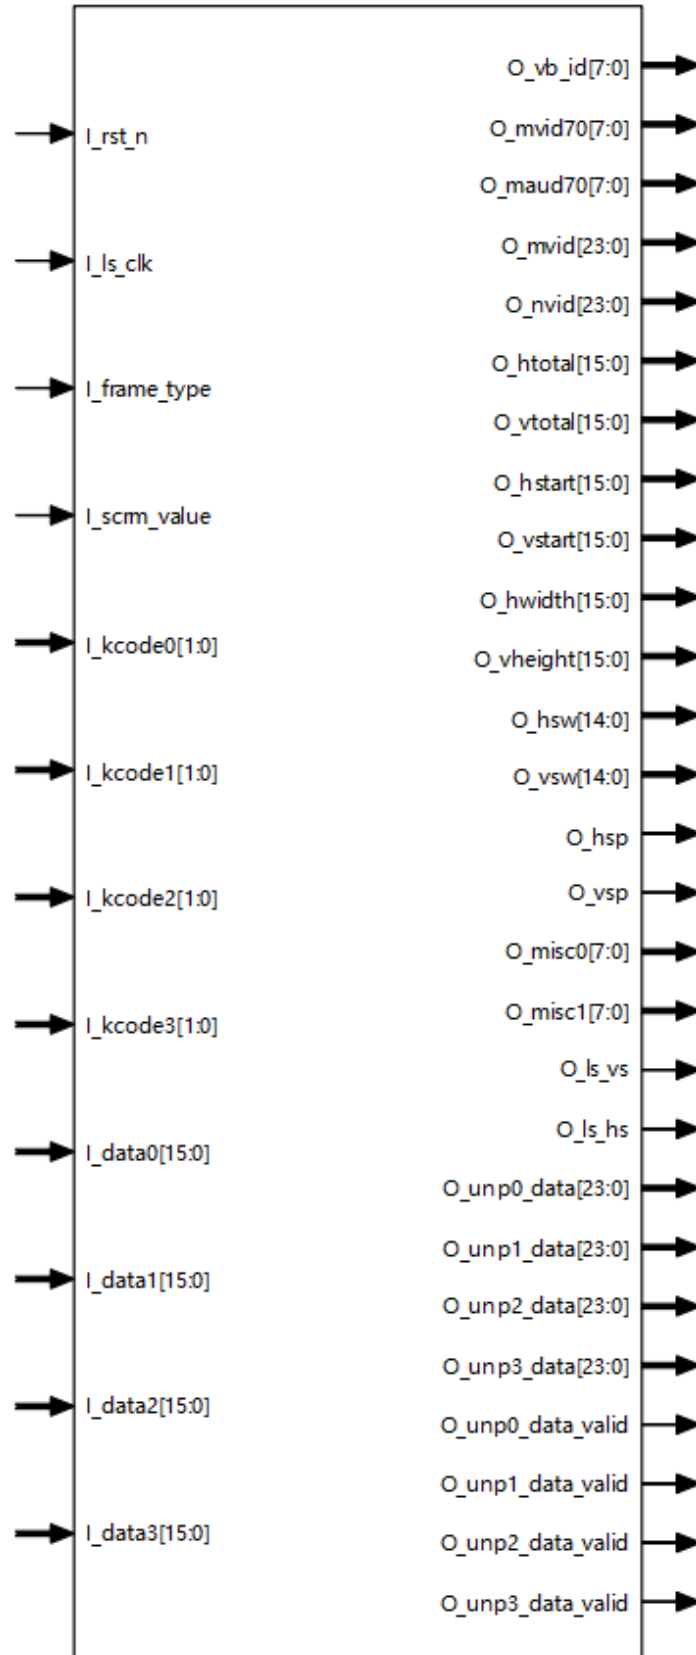 I_rst_n
I_ls_clk
I_frame_type
I_scrm_value
I_kcode0[1:0]
I_kcode1[1:0]
I_kcode2[1:0]
I_kcode3[1:0]
I_data0[15:0]
I_data1[15:0]
I_data2[15:0]
I_data3[15:0]
O_vb_id[7:0]
O_mvid70[7:0]
O_maud70[7:0]
O_mvid[23:0]
O_nvid[23:0]
O_htotal[15:0]
O_vtotal[15:0]
O_hstart[15:0]
O_vstart[15:0]
O_hwidth[15:0]
O_vheight[15:0]
O_hsw[14:0]
O_vsw[14:0]
O_hsp
O_vsp
O_misc0[7:0]
O_misc1[7:0]
O_ls_vs
O_ls_hs
O_unp0_data[23:0]
O_unp1_data[23:0]
O_unp2_data[23:0]
O_unp3_data[23:0]
O_unp0_data_valid
O_unp1_data_valid
O_unp2_data_valid
O_unp3_data_valid